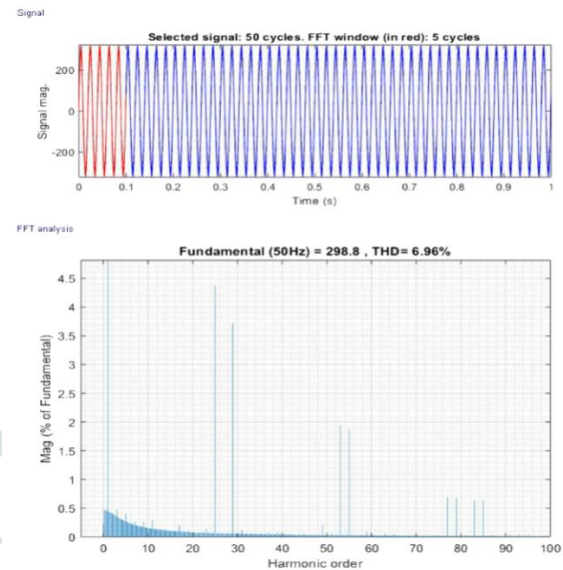 Signal
Selected signal: 50 cycles. FFT window (in red): 5 cycles
Signal mag.
200
0
-200
0 0.1 0.2 0.3 0.4 0.5 0.6 0.7 0.8 0.9 1
Time (s)
FFT analysis
Fundamental (50Hz) = 298.8 , THD= 6.96%
Mag (% of Fundamental)
4.5
4
3.5
3
2.5
2
1.5
1
0.5
0
0 10 20 30 40 50 60 70 80 90 100
Harmonic order